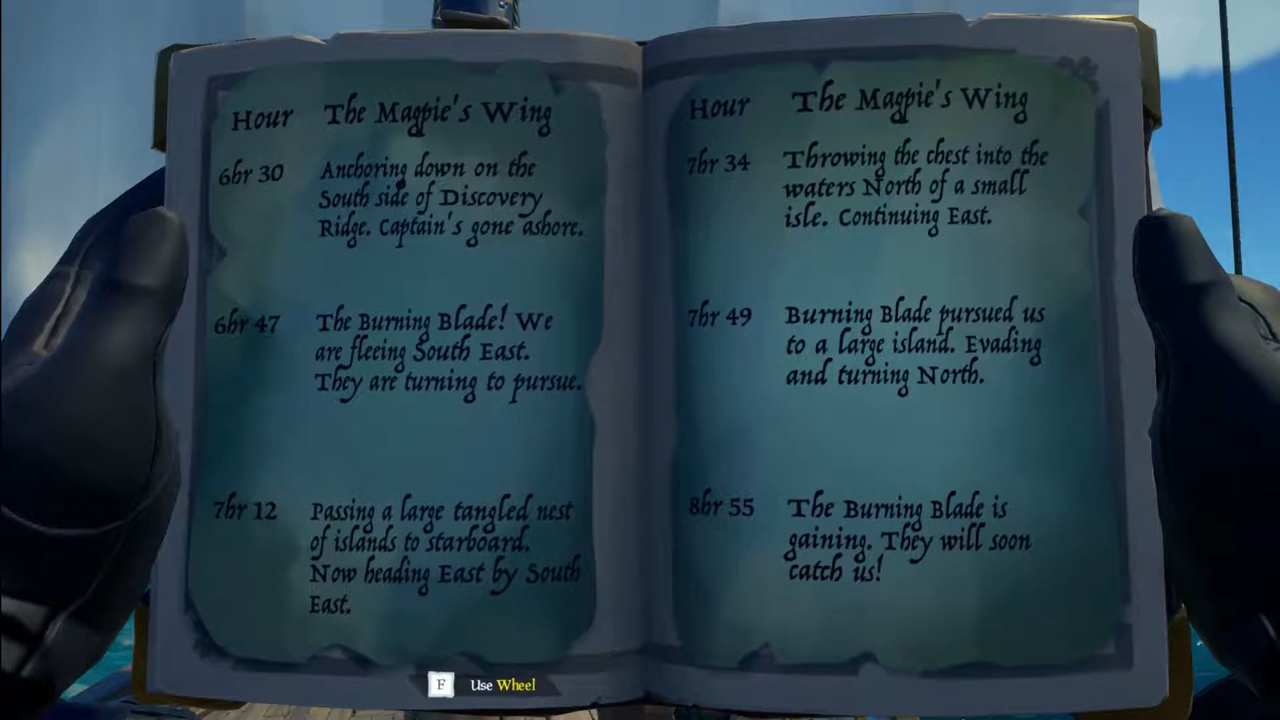 Hour The Magpie's Wing
6hr 30 Anchoring down on the
South side of Discovery
Ridge. Captain's gone ashore.
6hr 47 The Burning Blade! We
are fleeing South East.
They are turning to pursue.
7hr 12 Passing a large tangled nest
of islands to starboard.
Now heading East by South
East.
Hour The Magpie's Wing
7hr 34 Throwing the chest into the
waters North of a small
isle. Continuing East.
7hr 49 Burning Blade pursued us
to a large island. Evading
and turning North.
8hr 55 The Burning Blade is
gaining. They will soon
catch us!
F Use Wheel